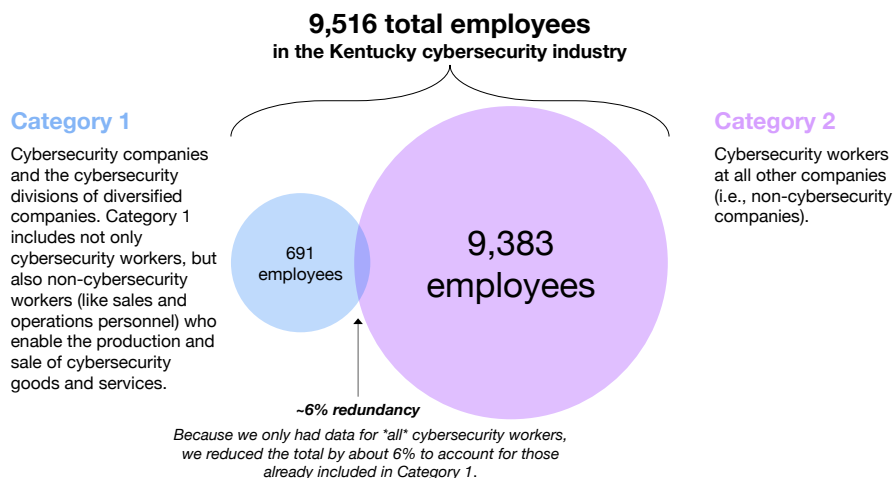 9,516 total employees
in the Kentucky cybersecurity industry
Category 1
Cybersecurity companies
and the cybersecurity
divisions of diversified
companies. Category 1
includes not only
cybersecurity workers, but
also non-cybersecurity
workers (like sales and
operations personnel) who
enable the production and
sale of cybersecurity
goods and services.
691
employees
9,383
employees
Category 2
Cybersecurity workers
at all other companies
(i.e., non-cybersecurity
companies).
~6% redundancy
Because we only had data for *all* cybersecurity workers,
we reduced the total by about 6% to account for those
already included in Category 1.